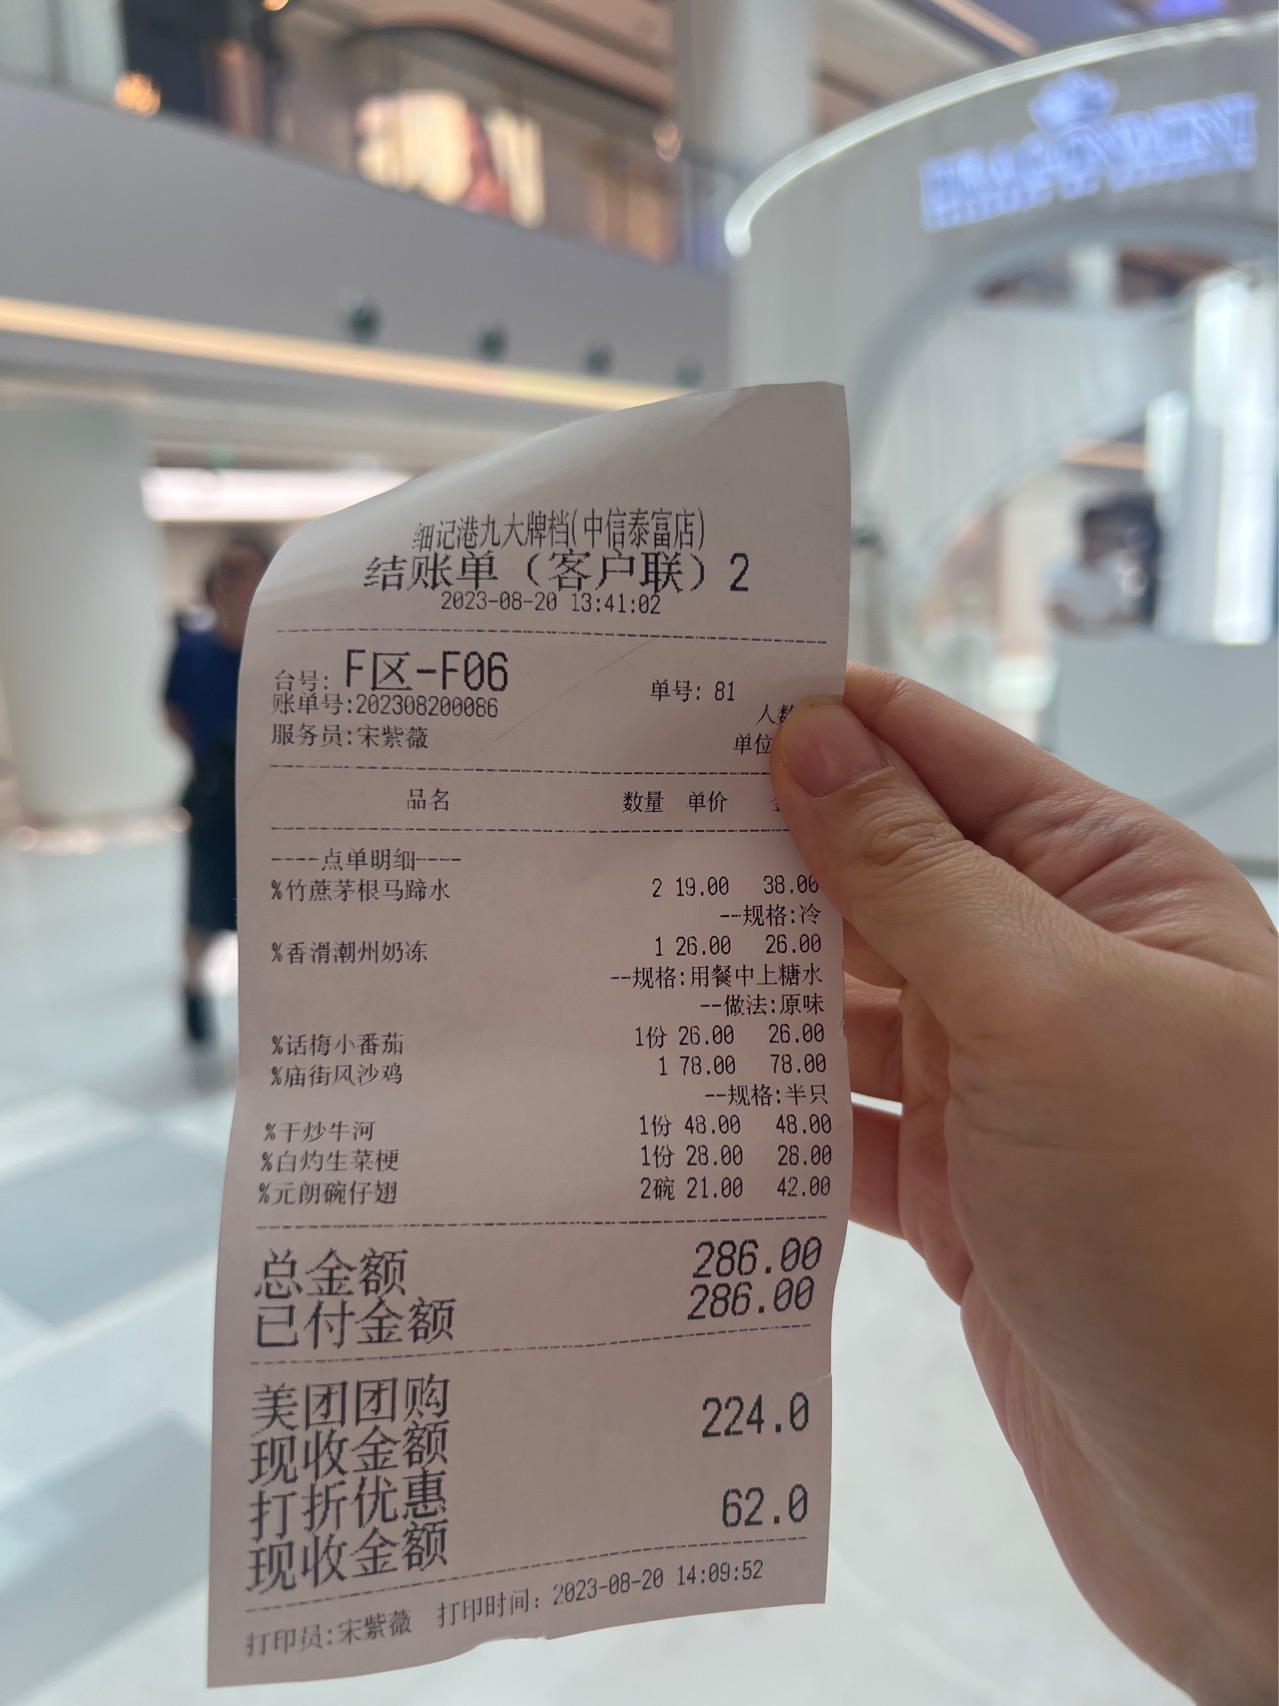 细记港九大牌档(中信泰富店)
结账单（客户联）2
2023-08-20 13:41:02
台号: F区-F06 单号: 81
账单号:202308200086 人数
服务员:宋紫薇 单位
品名 数量 单价
----点单明细----
%竹蔗茅根马蹄水 2 19.00 38.00
--规格:冷
%香滑潮州奶冻 1 26.00 26.00
--规格:用餐中上糖水
--做法:原味
%话梅小番茄 1份 26.00 26.00
%庙街风沙鸡 1 78.00 78.00
--规格:半只
%干炒牛河 1份 48.00 48.00
%白灼生菜梗 1份 28.00 28.00
%元朗碗仔翅 2碗 21.00 42.00
总金额 286.00
已付金额 286.00
美团团购
现收金额 224.0
打折优惠
现收金额 62.0
打印员:宋紫薇 打印时间: 2023-08-20 14:09:52